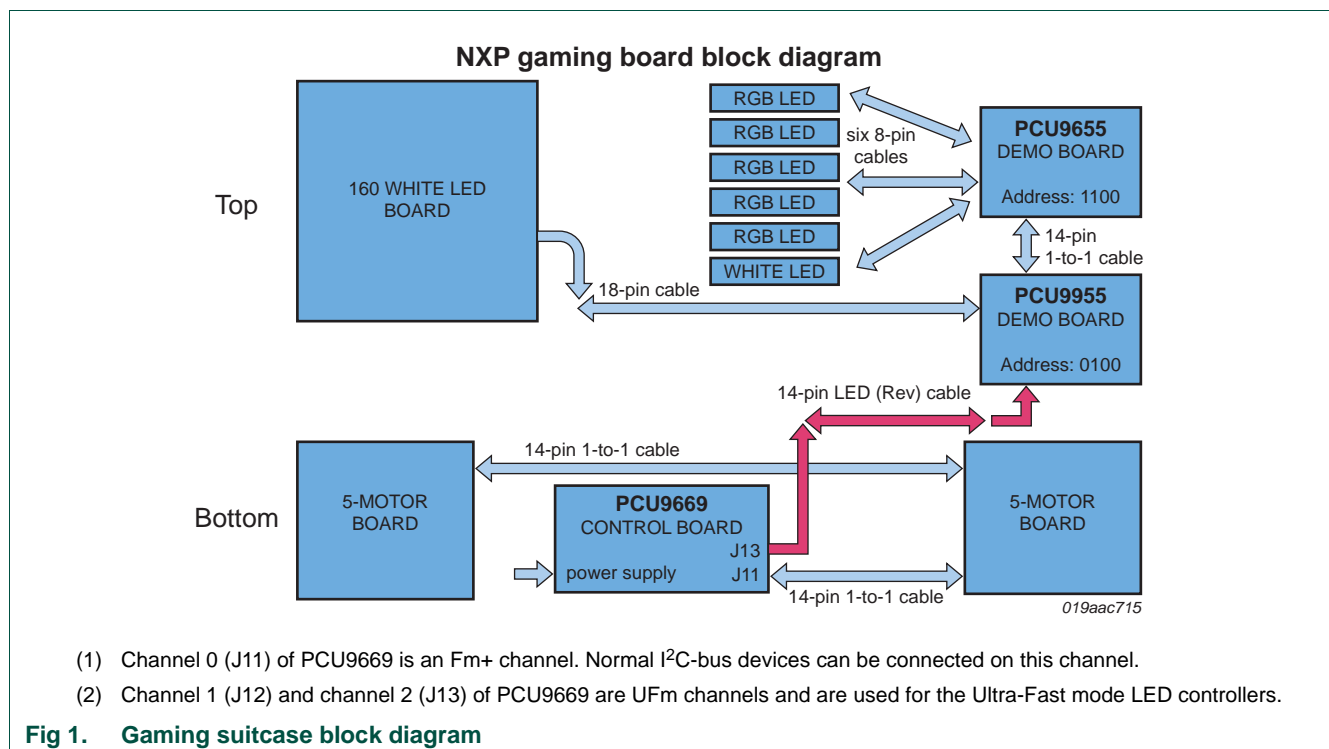 NXP gaming board block diagram
Top
160 WHITE LED
BOARD
RGB LED
RGB LED
RGB LED
RGB LED
RGB LED
WHITE LED
six 8-pin
cables
PCU9655
DEMO BOARD
Address: 1100
14-pin
1-to-1 cable
18-pin cable
PCU9955
DEMO BOARD
Address: 0100
14-pin LED (Rev) cable
Bottom
5-MOTOR
BOARD
14-pin 1-to-1 cable
PCU9669
CONTROL BOARD
J13
power supply J11
14-pin 1-to-1 cable
5-MOTOR
BOARD
019aac715
(1) Channel 0 (J11) of PCU9669 is an Fm+ channel. Normal I²C-bus devices can be connected on this channel.
(2) Channel 1 (J12) and channel 2 (J13) of PCU9669 are UFm channels and are used for the Ultra-Fast mode LED controllers.
Fig 1. Gaming suitcase block diagram